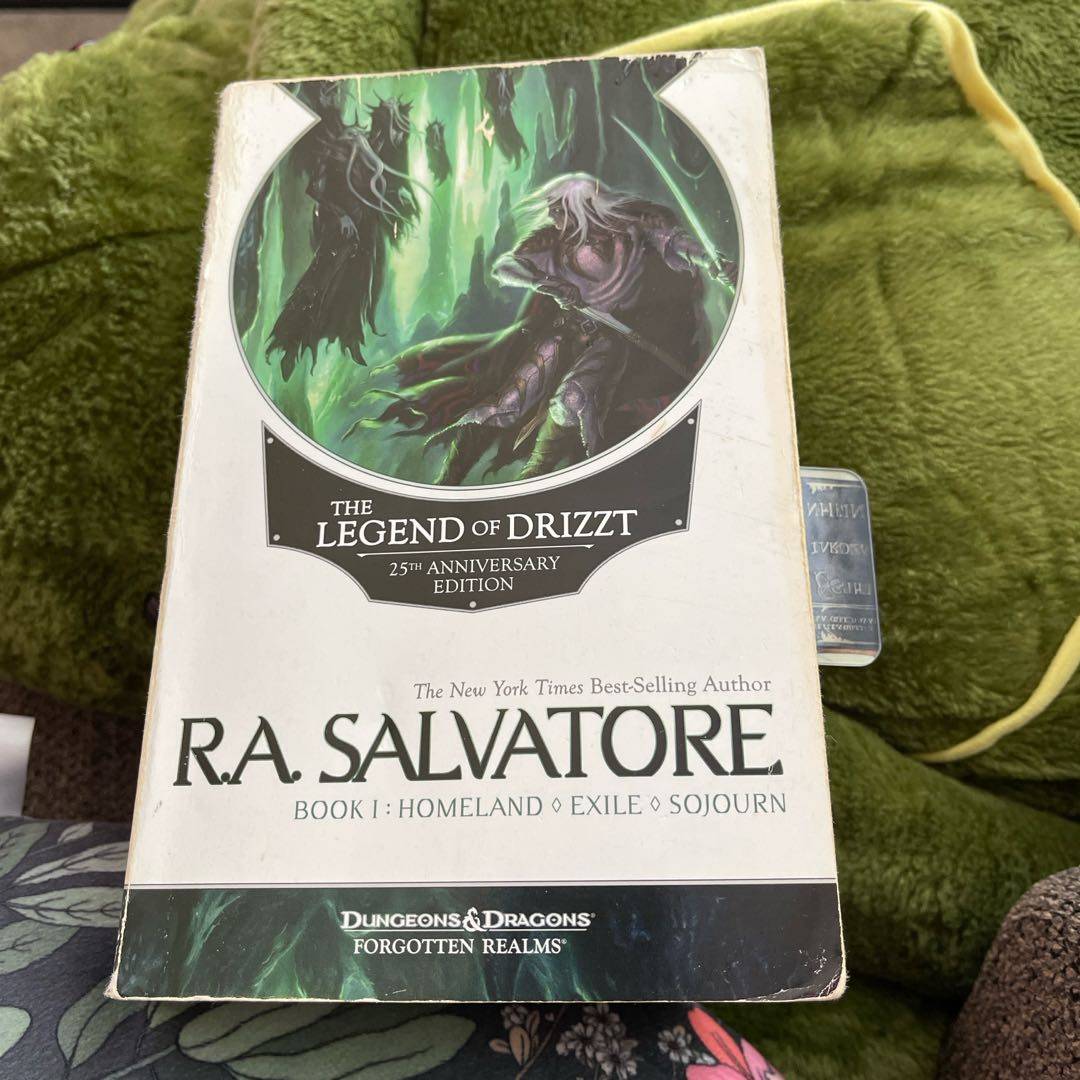 THE
LEGEND OF DRIZZT
25TH ANNIVERSARY
EDITION
The New York Times Best-Selling Author
R.A. SALVATORE
BOOK I : HOMELAND ◊ EXILE ◊ SOJOURN
DUNGEONS & DRAGONS®
FORGOTTEN REALMS®